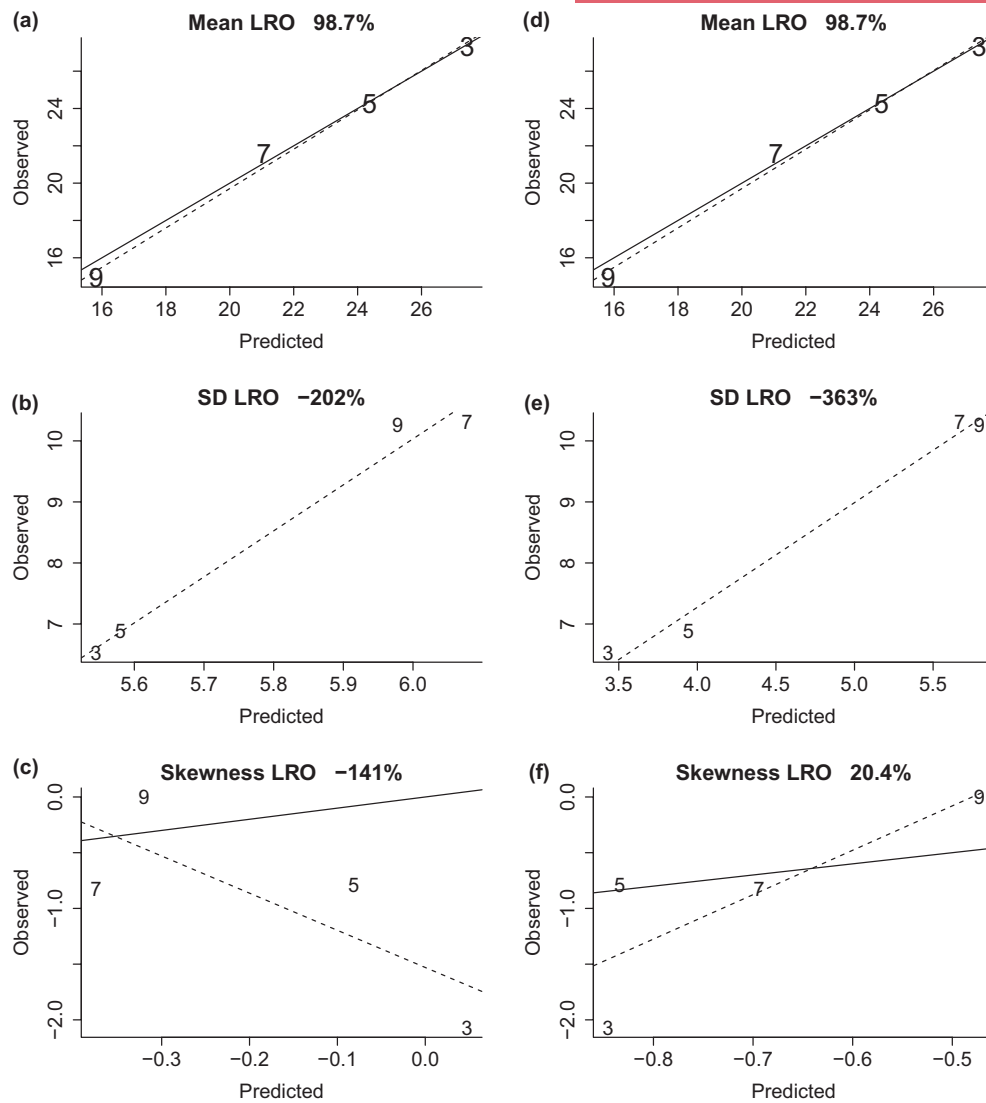 (a)
Mean LRO 98.7%
Observed
24
20
16
3
5
7
9
16 18 20 22 24 26
Predicted
(d)
Mean LRO 98.7%
Observed
24
20
16
3
5
7
9
16 18 20 22 24 26
Predicted
(b)
SD LRO −202%
Observed
10
9
8
7
9
7
5
3
5.6 5.7 5.8 5.9 6.0
Predicted
(e)
SD LRO −363%
Observed
10
9
8
7
7
9
5
3
3.5 4.0 4.5 5.0 5.5
Predicted
(c)
Skewness LRO −141%
Observed
0.0
−1.0
−2.0
9
7
5
3
−0.3 −0.2 −0.1 0.0
Predicted
(f)
Skewness LRO 20.4%
Observed
0.0
−1.0
−2.0
9
5
7
3
−0.8 −0.7 −0.6 −0.5
Predicted